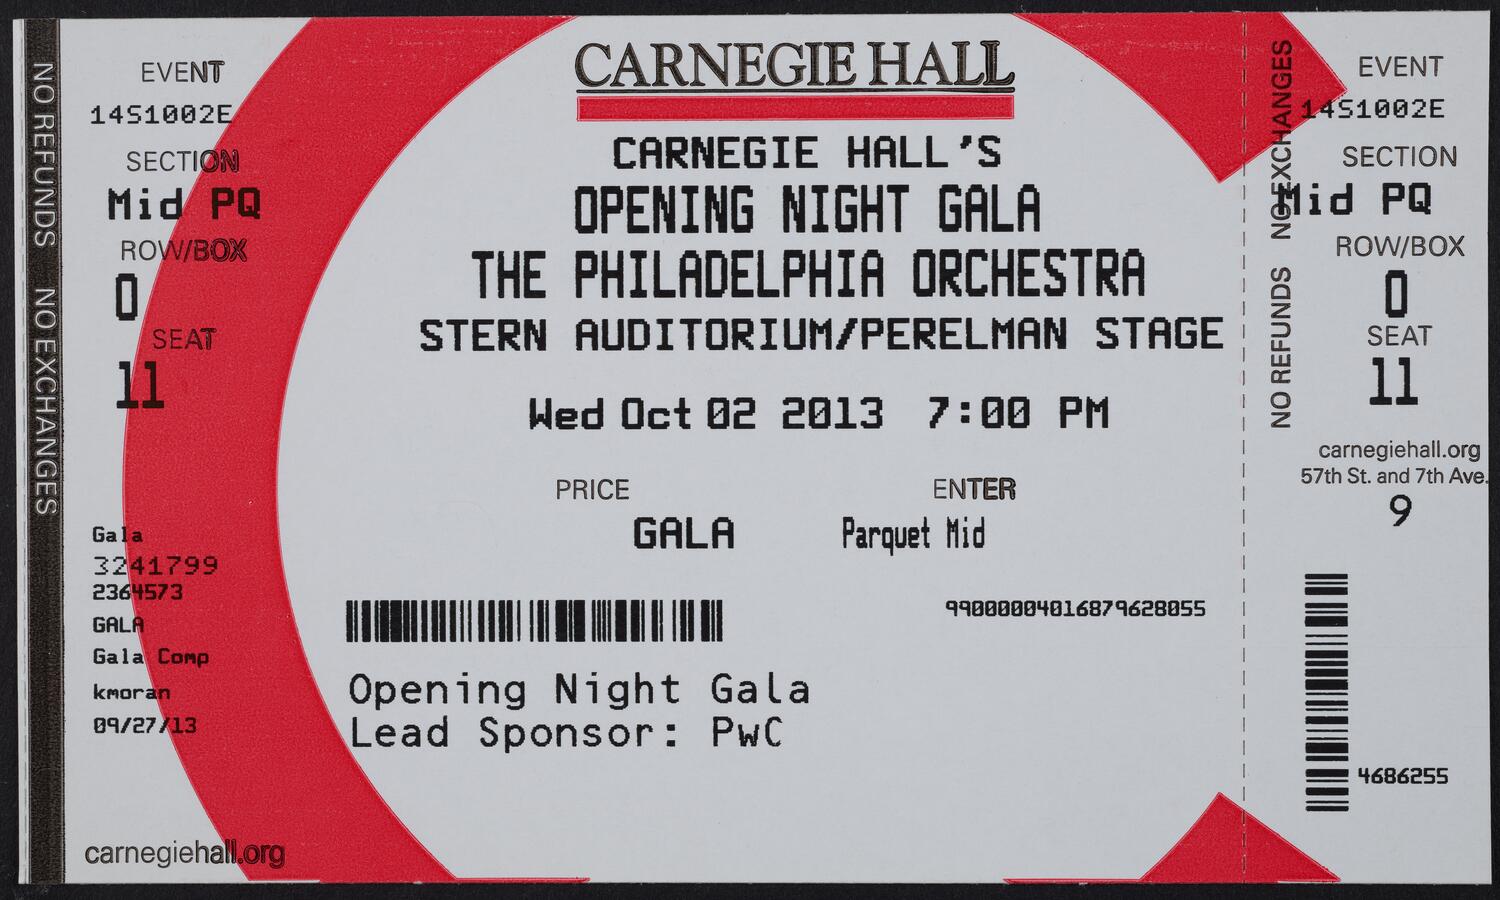 NO REFUNDS NO EXCHANGES
EVENT
14S1002E
SECTION
Mid PQ
ROW/BOX
O
SEAT
11
Gala
3241799
2364573
GALA
Gala Comp
kmoran
09/27/13
carnegiehall.org
CARNEGIE HALL
CARNEGIE HALL'S
OPENING NIGHT GALA
THE PHILADELPHIA ORCHESTRA
STERN AUDITORIUM/PERELMAN STAGE
Wed Oct 02 2013 7:00 PM
PRICE
GALA
ENTER
Parquet Mid
99000004016879628055
Opening Night Gala
Lead Sponsor: PwC
NO REFUNDS NO EXCHANGES
EVENT
14S1002E
SECTION
Mid PQ
ROW/BOX
O
SEAT
11
carnegiehall.org
57th St. and 7th Ave.
9
4686255